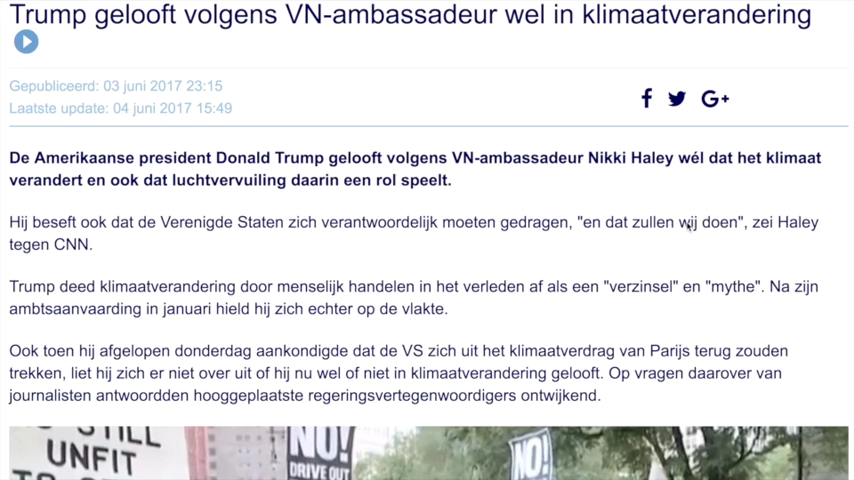 Trump gelooft volgens VN-ambassadeur wel in klimaatverandering
Gepubliceerd: 03 juni 2017 23:15
Laatste update: 04 juni 2017 15:49
G+
De Amerikaanse president Donald Trump gelooft volgens VN-ambassadeur Nikki Haley wél dat het klimaat
verandert en ook dat luchtvervuiling daarin een rol speelt.
Hij beseft ook dat de Verenigde Staten zich verantwoordelijk moeten gedragen, "en dat zullen wij doen", zei Haley
tegen CNN.
Trump deed klimaatverandering door menselijk handelen in het verleden af als een "verzinsel" en "mythe". Na zijn
ambtsaanvaarding in januari hield hij zich echter op de vlakte.
Ook toen hij afgelopen donderdag aankondigde dat de VS zich uit het klimaatverdrag van Parijs terug zouden
trekken, liet hij zich er niet over uit of hij nu wel of niet in klimaatverandering gelooft. Op vragen daarover van
journalisten antwoordden hooggeplaatste regeringsvertegenwoordigers ontwijkend.
STILL
UNFIT
TO
NO!
DRIVE OUT
NO!